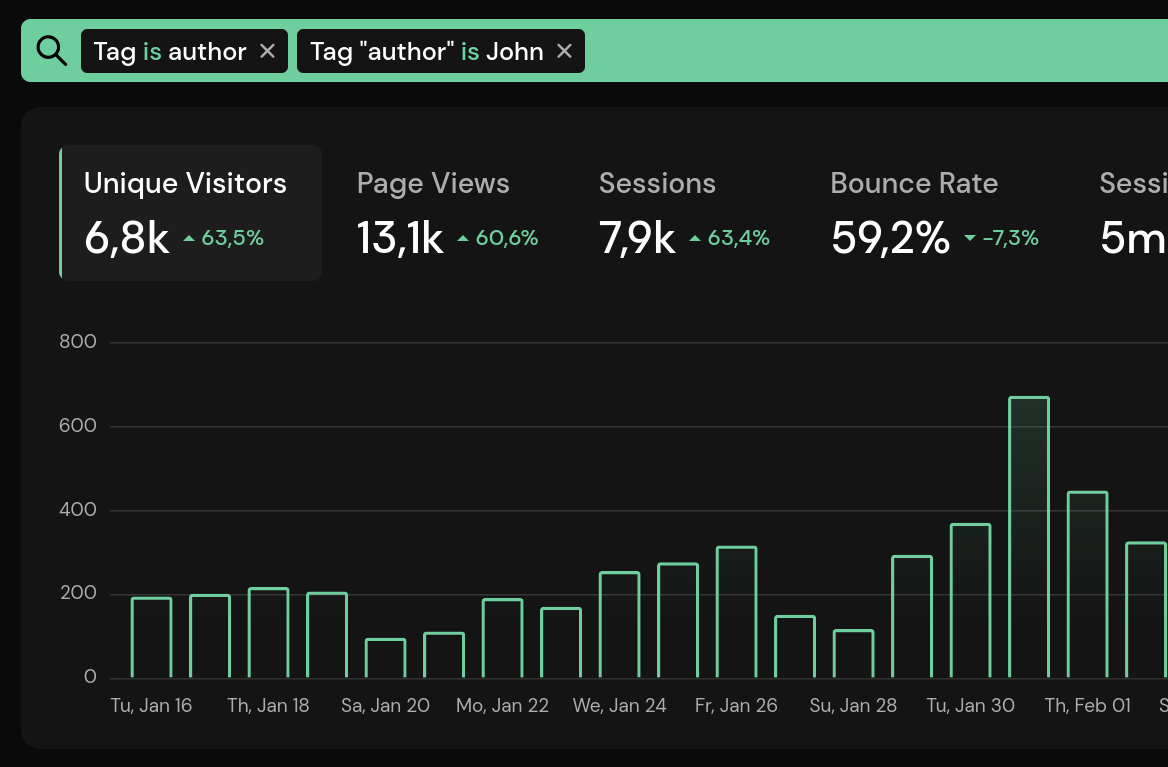 Tag is author × Tag "author" is John ×
Unique Visitors Page Views Sessions Bounce Rate Sessi
6,8k 63,5% 13,1k 60,6% 7,9k 63,4% 59,2% -7,3% 5m
800
600
400
200
0
Tu, Jan 16 Th, Jan 18 Sa, Jan 20 Mo, Jan 22 We, Jan 24 Fr, Jan 26 Su, Jan 28 Tu, Jan 30 Th, Feb 01 S